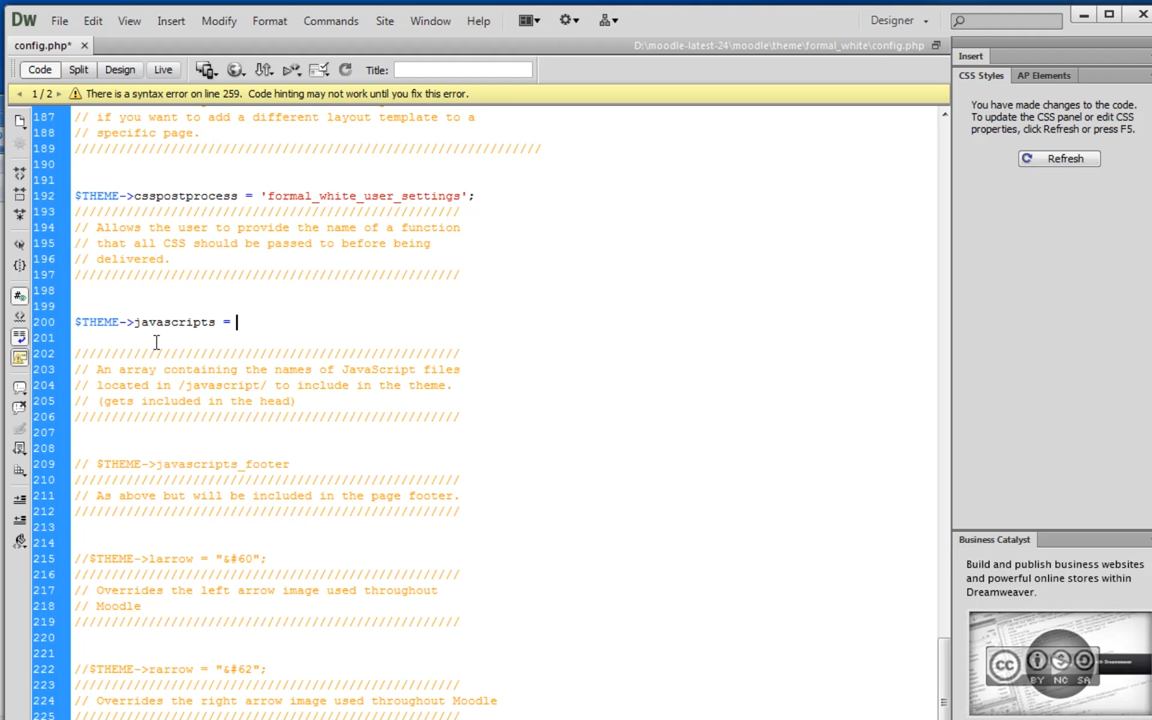 Dw File Edit View Insert Modify Format Commands Site Window Help Designer
config.php* × D:\moodle-latest-24\moodle\theme\formal_white\config.php
Code Split Design Live Title:
1 / 2 There is a syntax error on line 259. Code hinting may not work until you fix this error.
187 // if you want to add a different layout template to a
188 // specific page.
189 ///////////////////////////////////////////////////////////////
190
191
192 $THEME->csspostprocess = 'formal_white_user_settings';
193 ////////////////////////////////////////////////////
194 // Allows the user to provide the name of a function
195 // that all CSS should be passed to before being
196 // delivered.
197 ////////////////////////////////////////////////////
198
199
200 $THEME->javascripts =
201
202 ////////////////////////////////////////////////////
203 // An array containing the names of JavaScript files
204 // located in /javascript/ to include in the theme.
205 // (gets included in the head)
206 ////////////////////////////////////////////////////
207
208
209 // $THEME->javascripts_footer
210 ////////////////////////////////////////////////////
211 // As above but will be included in the page footer.
212 ////////////////////////////////////////////////////
213
214
215 //$THEME->larrow = "&#60";
216 ////////////////////////////////////////////////////
217 // Overrides the left arrow image used throughout
218 // Moodle
219 ////////////////////////////////////////////////////
220
221
222 //$THEME->rarrow = "&#62";
223 ////////////////////////////////////////////////////
224 // Overrides the right arrow image used throughout Moodle
225 ////////////////////////////////////////////////////
Insert
CSS Styles AP Elements
You have made changes to the code.
To update the CSS panel or edit CSS
properties, click Refresh or press F5.
Refresh
Business Catalyst
Build and publish business websites
and powerful online stores within
Dreamweaver.
cc BY NC SA